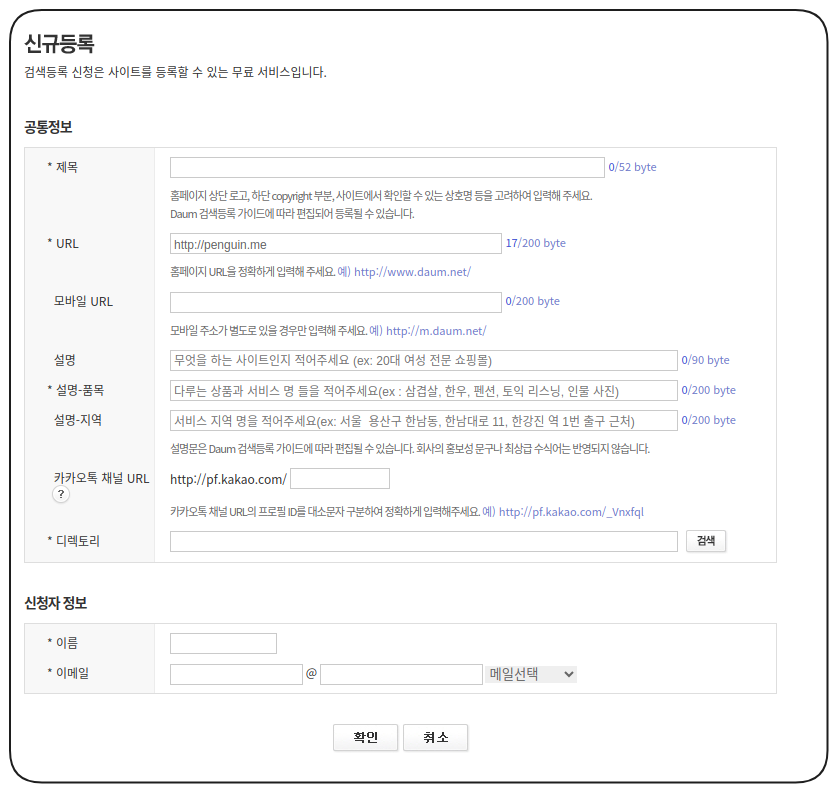 신규등록
검색등록 신청은 사이트를 등록할 수 있는 무료 서비스입니다.
공통정보
* 제목
0/52 byte
홈페이지 상단 로고, 하단 copyright 부분, 사이트에서 확인할 수 있는 상호명 등을 고려하여 입력해 주세요.
Daum 검색등록 가이드에 따라 편집되어 등록될 수 있습니다.
* URL http://penguin.me 17/200 byte
홈페이지 URL을 정확하게 입력해 주세요. 예) http://www.daum.net/
모바일 URL 0/200 byte
모바일 주소가 별도로 있을 경우만 입력해 주세요. 예) http://m.daum.net/
설명 무엇을 하는 사이트인지 적어주세요 (ex: 20대 여성 전문 쇼핑몰) 0/90 byte
* 설명-품목 다루는 상품과 서비스 명 들을 적어주세요(ex : 삼겹살, 한우, 펜션, 토익 리스닝, 인물 사진) 0/200 byte
설명-지역 서비스 지역 명을 적어주세요(ex: 서울 용산구 한남동, 한남대로 11, 한강진 역 1번 출구 근처) 0/200 byte
설명문은 Daum 검색등록 가이드에 따라 편집될 수 있습니다. 회사의 홍보성 문구나 최상급 수식어는 반영되지 않습니다.
카카오톡 채널 URL http://pf.kakao.com/
?
카카오톡 채널 URL의 프로필 ID를 대소문자 구분하여 정확하게 입력해주세요. 예) http://pf.kakao.com/_Vnxfql
* 디렉토리 검색
신청자 정보
* 이름
* 이메일 @ 메일선택
확인 취소